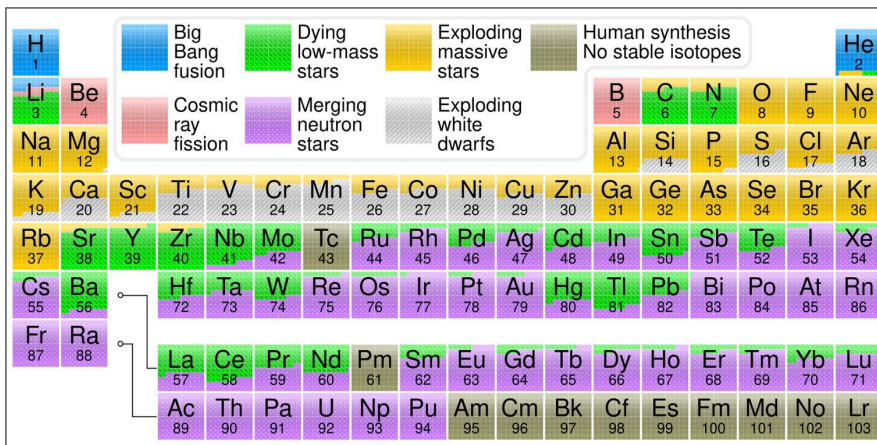 Big Bang fusion
Dying low-mass stars
Exploding massive stars
Human synthesis No stable isotopes
Cosmic ray fission
Merging neutron stars
Exploding white dwarfs
H He
1 2
Li Be B C N O F Ne
3 4 5 6 7 8 9 10
Na Mg Al Si P S Cl Ar
11 12 13 14 15 16 17 18
K Ca Sc Ti V Cr Mn Fe Co Ni Cu Zn Ga Ge As Se Br Kr
19 20 21 22 23 24 25 26 27 28 29 30 31 32 33 34 35 36
Rb Sr Y Zr Nb Mo Tc Ru Rh Pd Ag Cd In Sn Sb Te I Xe
37 38 39 40 41 42 43 44 45 46 47 48 49 50 51 52 53 54
Cs Ba Hf Ta W Re Os Ir Pt Au Hg Tl Pb Bi Po At Rn
55 56 72 73 74 75 76 77 78 79 80 81 82 83 84 85 86
Fr Ra
87 88
La Ce Pr Nd Pm Sm Eu Gd Tb Dy Ho Er Tm Yb Lu
57 58 59 60 61 62 63 64 65 66 67 68 69 70 71
Ac Th Pa U Np Pu Am Cm Bk Cf Es Fm Md No Lr
89 90 91 92 93 94 95 96 97 98 99 100 101 102 103